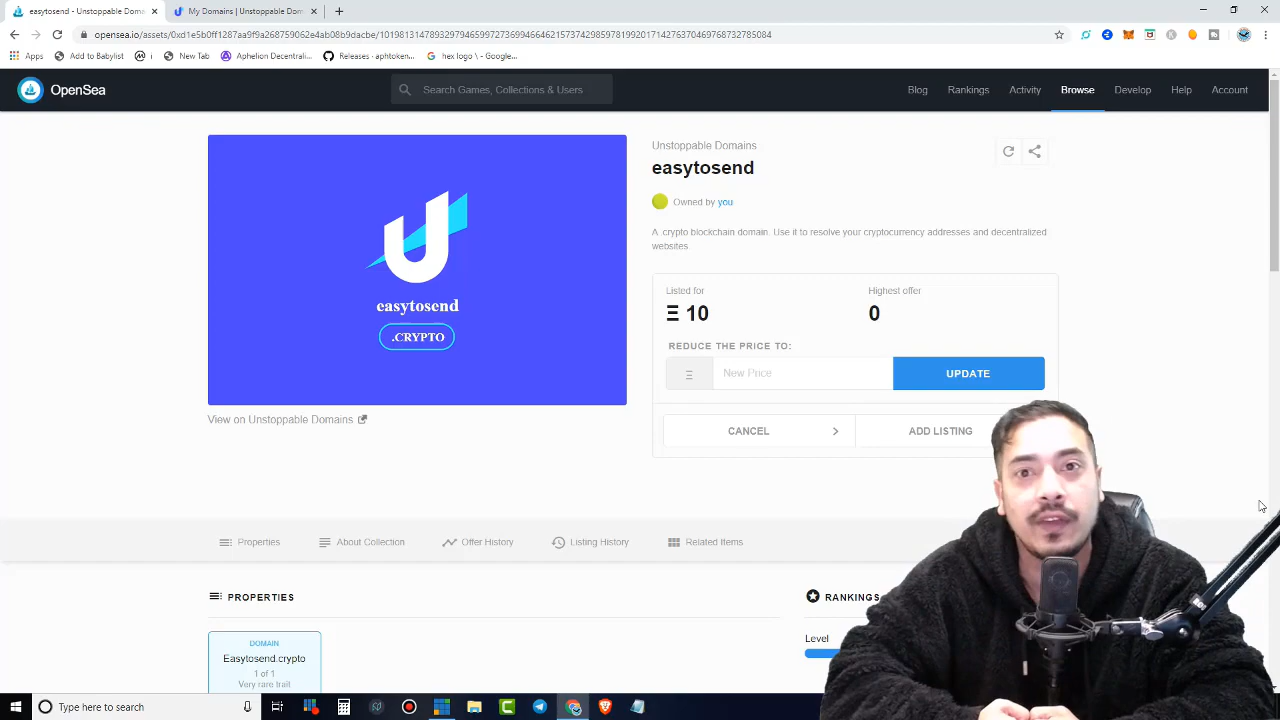 easytosend - Unstoppable Domai
My Domains | Unstoppable Dom
opensea.io/assets/
Apps
Add to Babylist
New Tab
Aphelion Decentrali...
Releases · aphtoken...
hex logo \ - Google...
OpenSea
Search Games, Collections & Users
Blog
Rankings
Activity
Browse
Develop
Help
Account
easytosend
.CRYPTO
View on Unstoppable Domains
Unstoppable Domains
easytosend
Owned by you
A .crypto blockchain domain. Use it to resolve your cryptocurrency addresses and decentralized
websites.
Listed for
Ξ 10
Highest offer
0
REDUCE THE PRICE TO:
Ξ
New Price
UPDATE
CANCEL
ADD LISTING
Properties
About Collection
Offer History
Listing History
Related Items
PROPERTIES
DOMAIN
Easytosend.crypto
1 of 1
Very rare trait
RANKINGS
Level
Type here to search